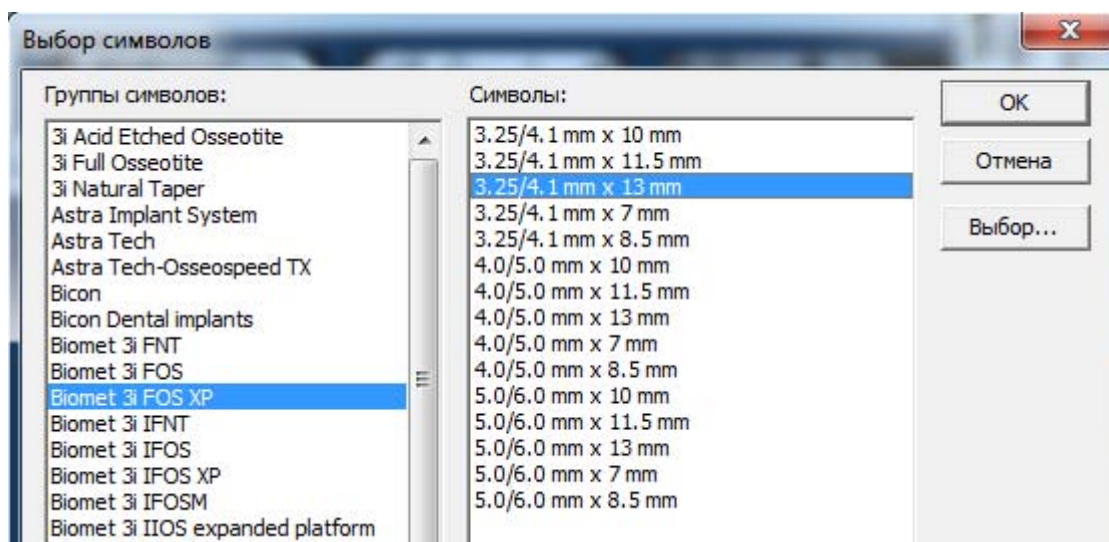 Выбор символов
Группы символов:
3i Acid Etched Osseotite
3i Full Osseotite
3i Natural Taper
Astra Implant System
Astra Tech
Astra Tech-Osseospeed TX
Bicon
Bicon Dental implants
Biomet 3i FNT
Biomet 3i FOS
Biomet 3i FOS XP
Biomet 3i IFNT
Biomet 3i IFOS
Biomet 3i IFOS XP
Biomet 3i IFOSM
Biomet 3i IIOS expanded platform
Символы:
3.25/4.1 mm x 10 mm
3.25/4.1 mm x 11.5 mm
3.25/4.1 mm x 13 mm
3.25/4.1 mm x 7 mm
3.25/4.1 mm x 8.5 mm
4.0/5.0 mm x 10 mm
4.0/5.0 mm x 11.5 mm
4.0/5.0 mm x 13 mm
4.0/5.0 mm x 7 mm
4.0/5.0 mm x 8.5 mm
5.0/6.0 mm x 10 mm
5.0/6.0 mm x 11.5 mm
5.0/6.0 mm x 13 mm
5.0/6.0 mm x 7 mm
5.0/6.0 mm x 8.5 mm
OK
Отмена
Выбор...